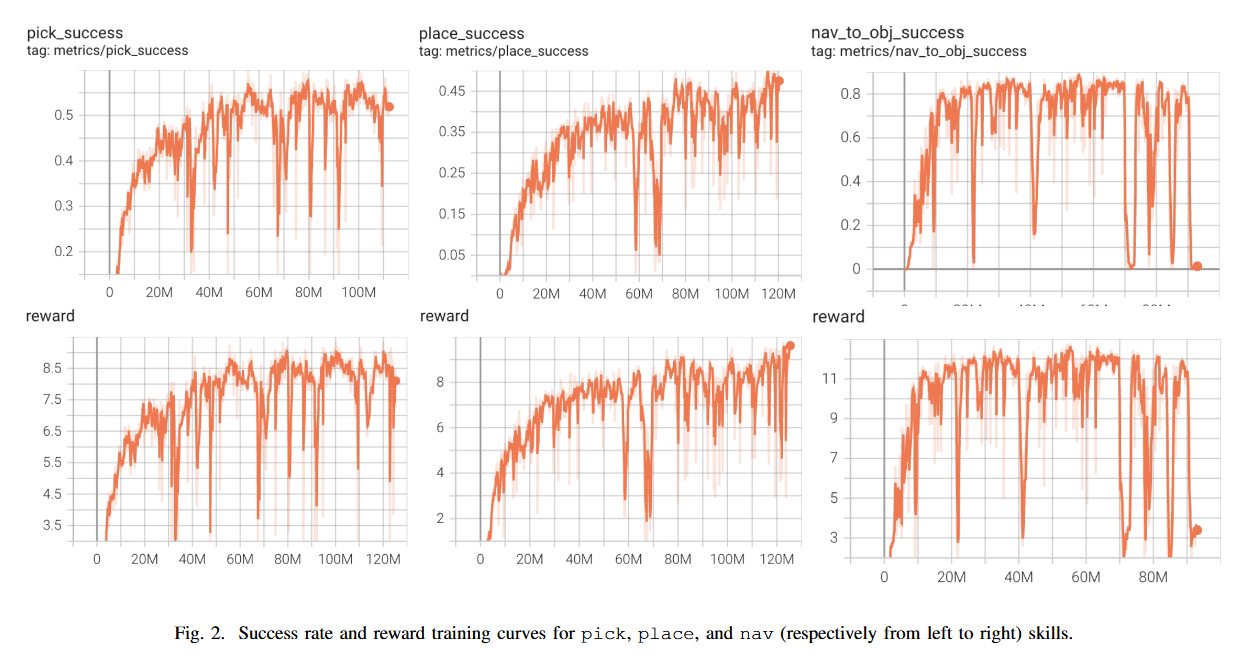 pick_success
tag: metrics/pick_success
0.5
0.4
0.3
0.2
0 20M 40M 60M 80M 100M
place_success
tag: metrics/place_success
0.45
0.35
0.25
0.15
0.05
0 20M 40M 60M 80M 100M 120M
nav_to_obj_success
tag: metrics/nav_to_obj_success
0.8
0.6
0.4
0.2
0
reward
8.5
7.5
6.5
5.5
4.5
3.5
0 20M 40M 60M 80M 100M 120M
reward
8
6
4
2
0 20M 40M 60M 80M 100M 120M
reward
11
9
7
5
3
0 20M 40M 60M 80M
Fig. 2. Success rate and reward training curves for pick, place, and nav (respectively from left to right) skills.